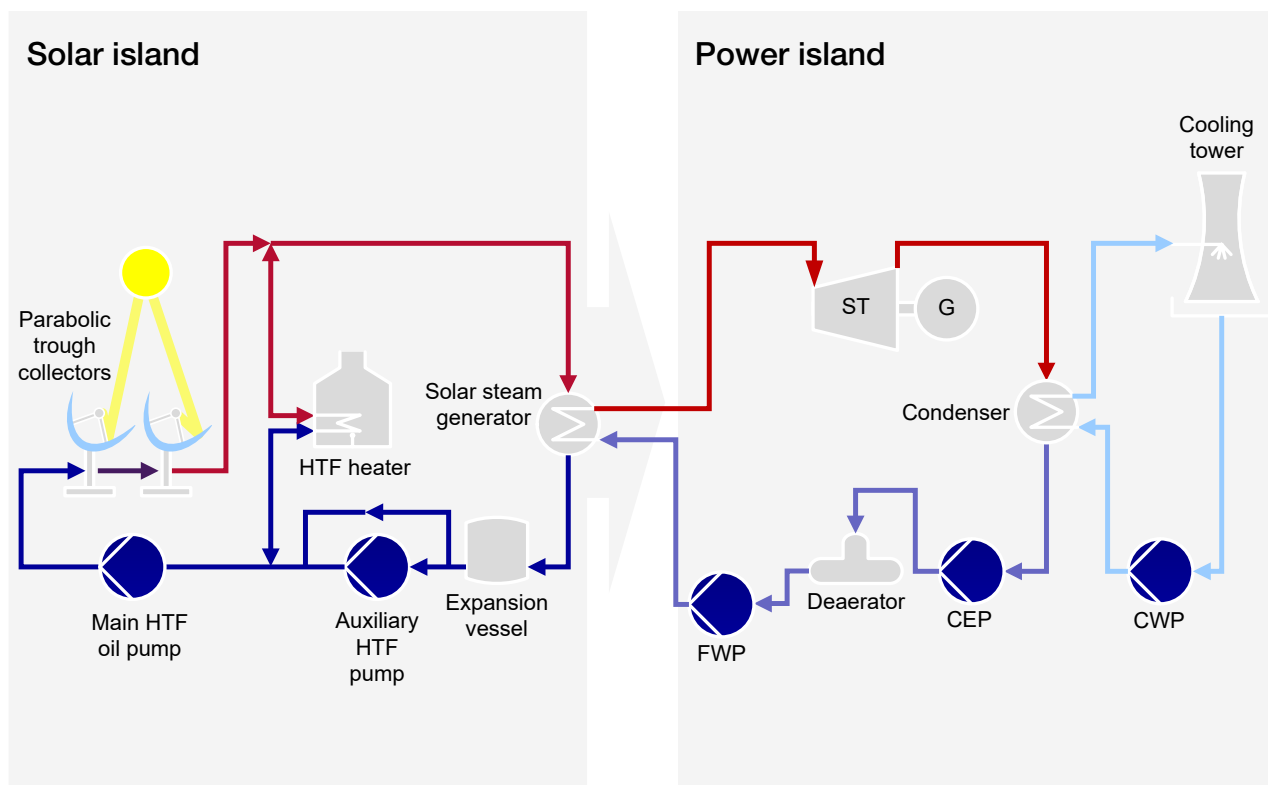 Solar island
Power island
Cooling
tower
Parabolic
trough
collectors
ST
G
Solar steam
generator
Condenser
HTF heater
Main HTF
oil pump
Auxiliary
HTF
pump
Expansion
vessel
Deaerator
FWP
CEP
CWP